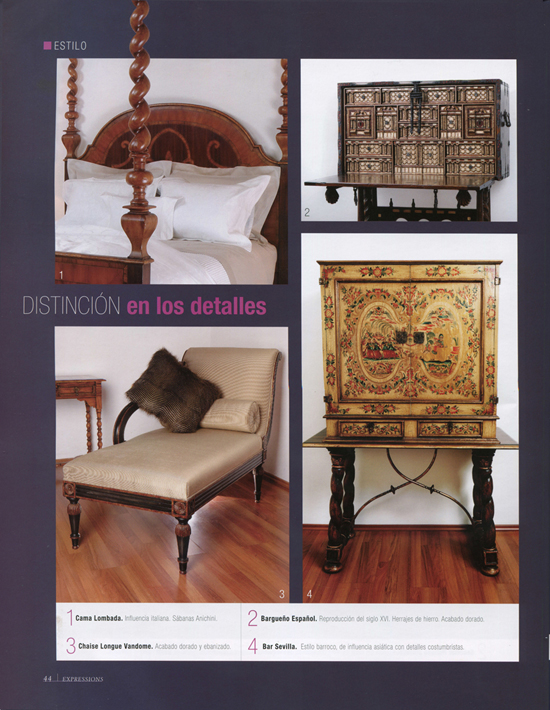 ESTILO
1
2
DISTINCIÓN en los detalles
3
4
1 Cama Lombada. Influencia italiana. Sábanas Anichini.
2 Bargueño Español. Reproducción del siglo XVI. Herrajes de hierro. Acabado dorado.
3 Chaise Longue Vandome. Acabado dorado y ebanizado.
4 Bar Sevilla. Estilo barroco, de influencia asiática con detalles costumbristas.
44 | EXPRESSIONS